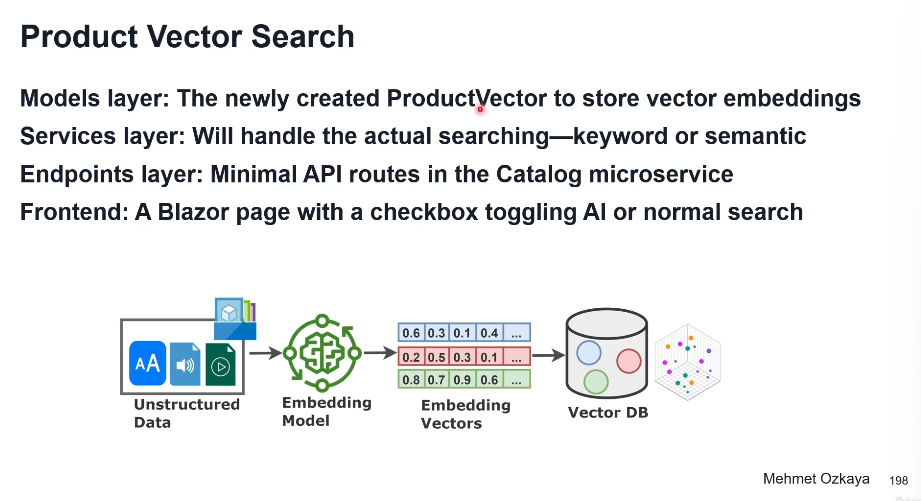 Product Vector Search
Models layer: The newly created ProductVector to store vector embeddings
Services layer: Will handle the actual searching—keyword or semantic
Endpoints layer: Minimal API routes in the Catalog microservice
Frontend: A Blazor page with a checkbox toggling AI or normal search
AA
0.6 0.3 0.1 0.4 ...
0.2 0.5 0.3 0.1 ...
0.8 0.7 0.9 0.6 ...
Unstructured
Data
Embedding
Model
Embedding
Vectors
Vector DB
Mehmet Ozkaya 198